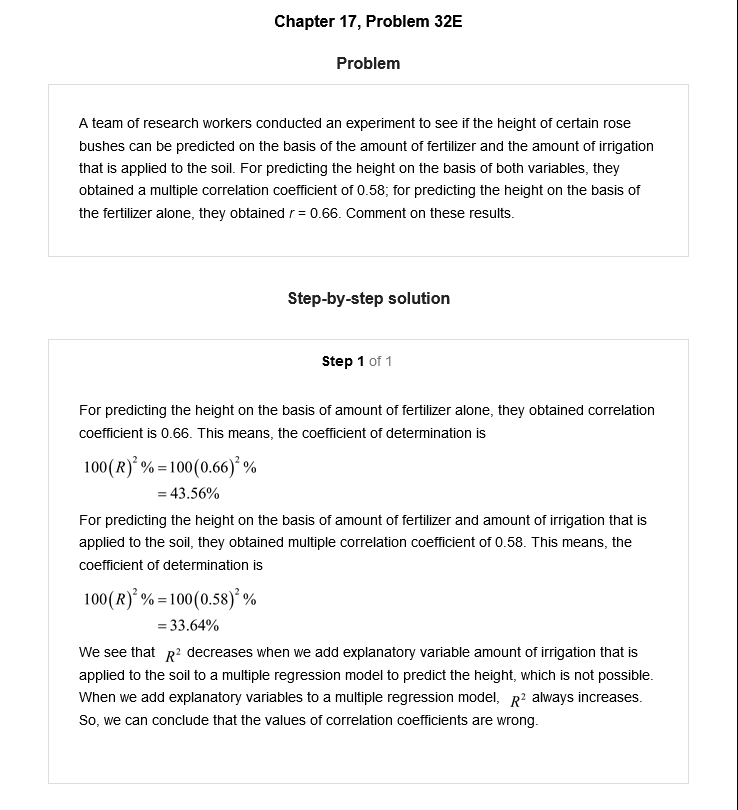 Chapter 17, Problem 32E
Problem
A team of research workers conducted an experiment to see if the height of certain rose
bushes can be predicted on the basis of the amount of fertilizer and the amount of irrigation
that is applied to the soil. For predicting the height on the basis of both variables, they
obtained a multiple correlation coefficient of 0.58; for predicting the height on the basis of
the fertilizer alone, they obtained r = 0.66. Comment on these results.
Step-by-step solution
Step 1 of 1
For predicting the height on the basis of amount of fertilizer alone, they obtained correlation
coefficient is 0.66. This means, the coefficient of determination is
100(R)²% = 100(0.66)²%
= 43.56%
For predicting the height on the basis of amount of fertilizer and amount of irrigation that is
applied to the soil, they obtained multiple correlation coefficient of 0.58. This means, the
coefficient of determination is
100(R)²% = 100(0.58)²%
= 33.64%
We see that R² decreases when we add explanatory variable amount of irrigation that is
applied to the soil to a multiple regression model to predict the height, which is not possible.
When we add explanatory variables to a multiple regression model, R² always increases.
So, we can conclude that the values of correlation coefficients are wrong.